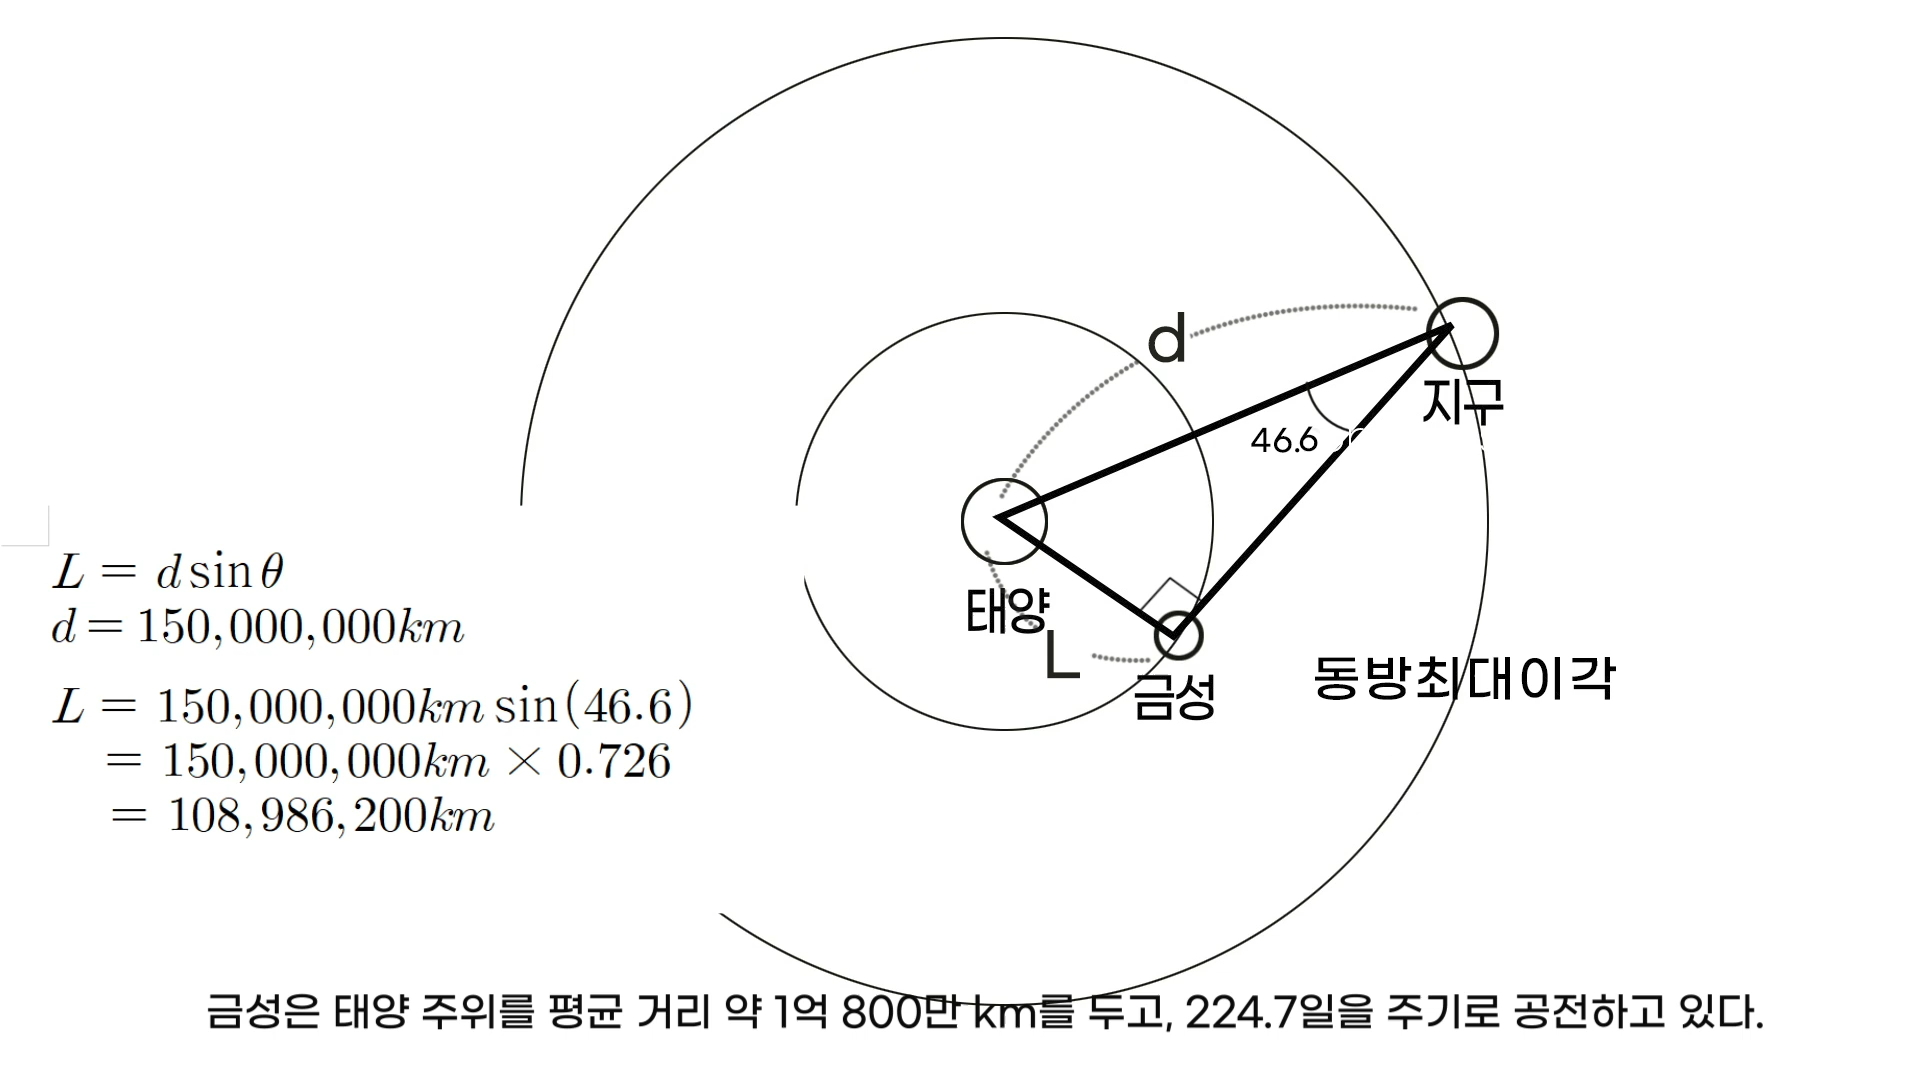 d
지구
46.6
태양
L
금성
동방최대이각
L = d sin θ
d = 150,000,000km
L = 150,000,000km sin(46.6)
= 150,000,000km × 0.726
= 108,986,200km
금성은 태양 주위를 평균 거리 약 1억 800만 km를 두고, 224.7일을 주기로 공전하고 있다.